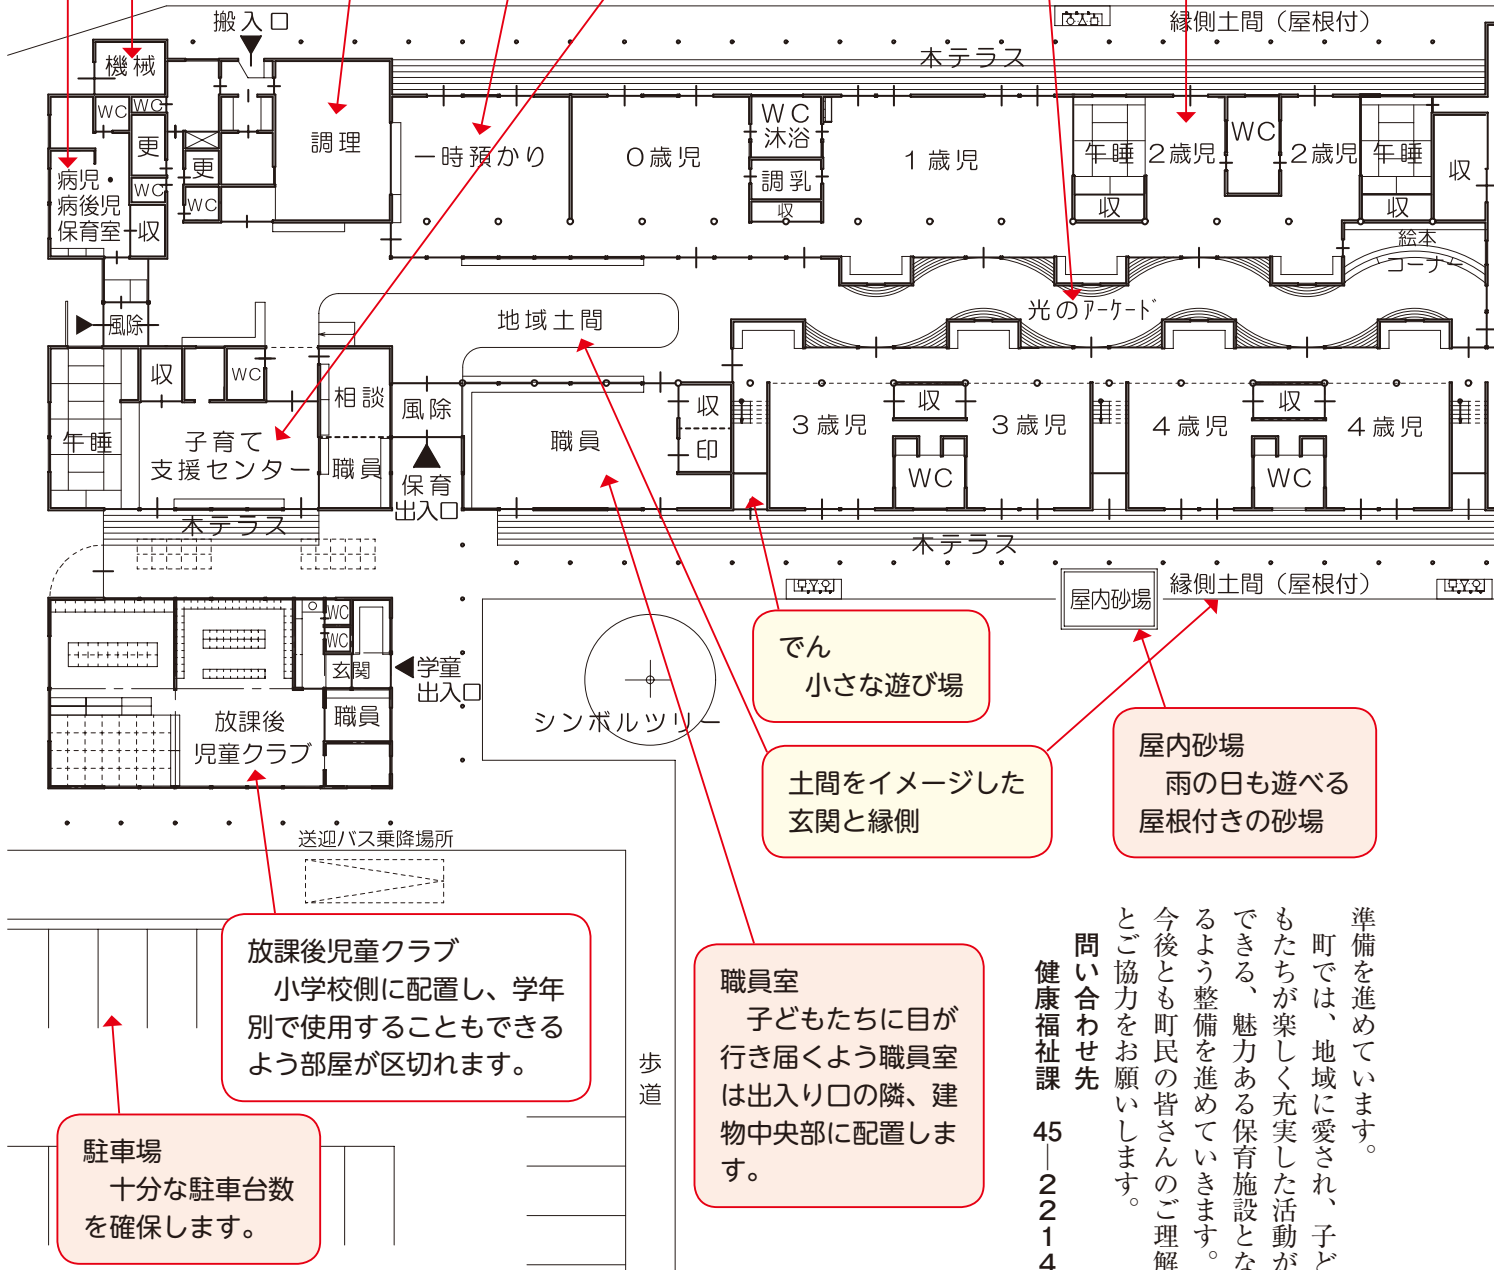 搬入口
縁側土間（屋根付）
木テラス
機械
WC
WC
更
更
WC
WC
収
病児・
病後児
保育室
調理
一時預かり
0歳児
WC
沐浴
調乳
収
1歳児
午睡
収
2歳児
WC
2歳児
午睡
収
収
絵本
コーナー
風除
地域土間
光のアーケード
収
WC
相談
風除
午睡
子育て
支援センター
職員
保育
出入口
職員
収
印
3歳児
収
WC
3歳児
4歳児
収
WC
4歳児
木テラス
木テラス
屋内砂場
縁側土間（屋根付）
WC
WC
玄関
学童
出入口
職員
放課後
児童クラブ
シンボルツリー
でん
小さな遊び場
土間をイメージした
玄関と縁側
屋内砂場
雨の日も遊べる
屋根付きの砂場
送迎バス乗降場所
放課後児童クラブ
小学校側に配置し、学年
別で使用することもできる
よう部屋が区切れます。
歩道
職員室
子どもたちに目が
行き届くよう職員室
は出入り口の隣、建
物中央部に配置しま
す。
駐車場
十分な駐車台数
を確保します。
準備を進めています。
町では、地域に愛され、子ど
もたちが楽しく充実した活動が
できる、魅力ある保育施設とな
るよう整備を進めていきます。
今後とも町民の皆さんのご理解
とご協力をお願いします。
問い合わせ先
健康福祉課　45―2214